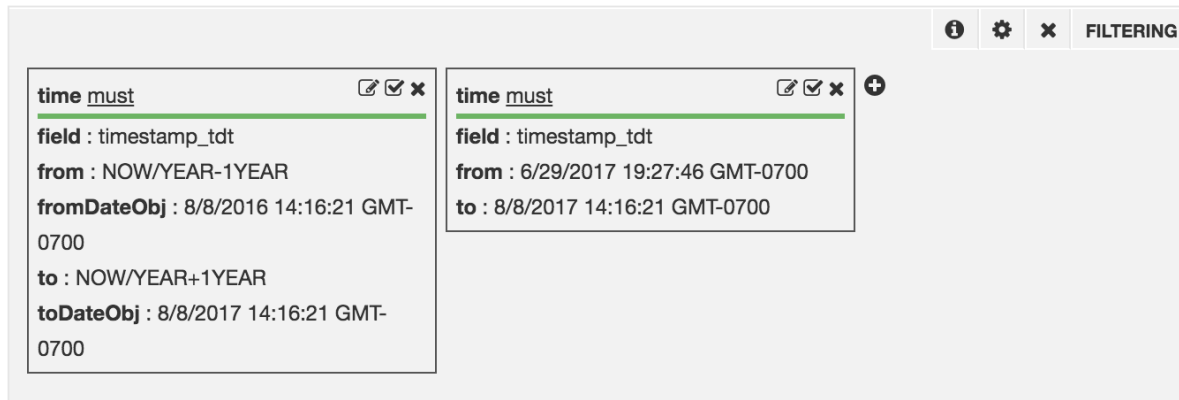 FILTERING
time must
field : timestamp_tdt
from : NOW/YEAR-1YEAR
fromDateObj : 8/8/2016 14:16:21 GMT-
0700
to : NOW/YEAR+1YEAR
toDateObj : 8/8/2017 14:16:21 GMT-
0700
time must
field : timestamp_tdt
from : 6/29/2017 19:27:46 GMT-0700
to : 8/8/2017 14:16:21 GMT-0700